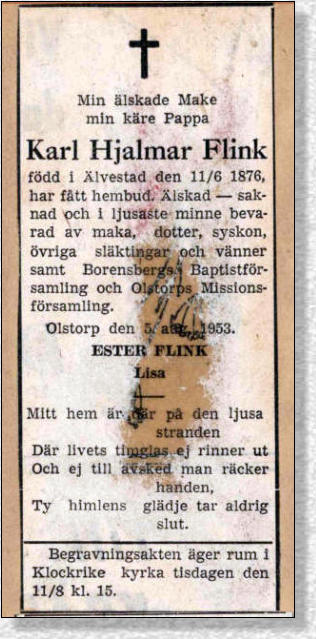 Min älskade Make
min käre Pappa
Karl Hjalmar Flink
född i Älvestad den 11/6 1876,
har fått hembud. Älskad — sak-
nad och i ljusaste minne beva-
rad av maka, dotter, syskon,
övriga släktingar och vänner
samt Borensbergs Baptistför-
samling och Olstorps Missions-
församling.
Olstorp den 5 aug. 1953.
ESTER FLINK
Lisa
Mitt hem är där på den ljusa
stranden
Där livets timglas ej rinner ut
Och ej till avsked man räcker
handen,
Ty himlens glädje tar aldrig
slut.
Begravningsakten äger rum i
Klockrike kyrka tisdagen den
11/8 kl. 15.